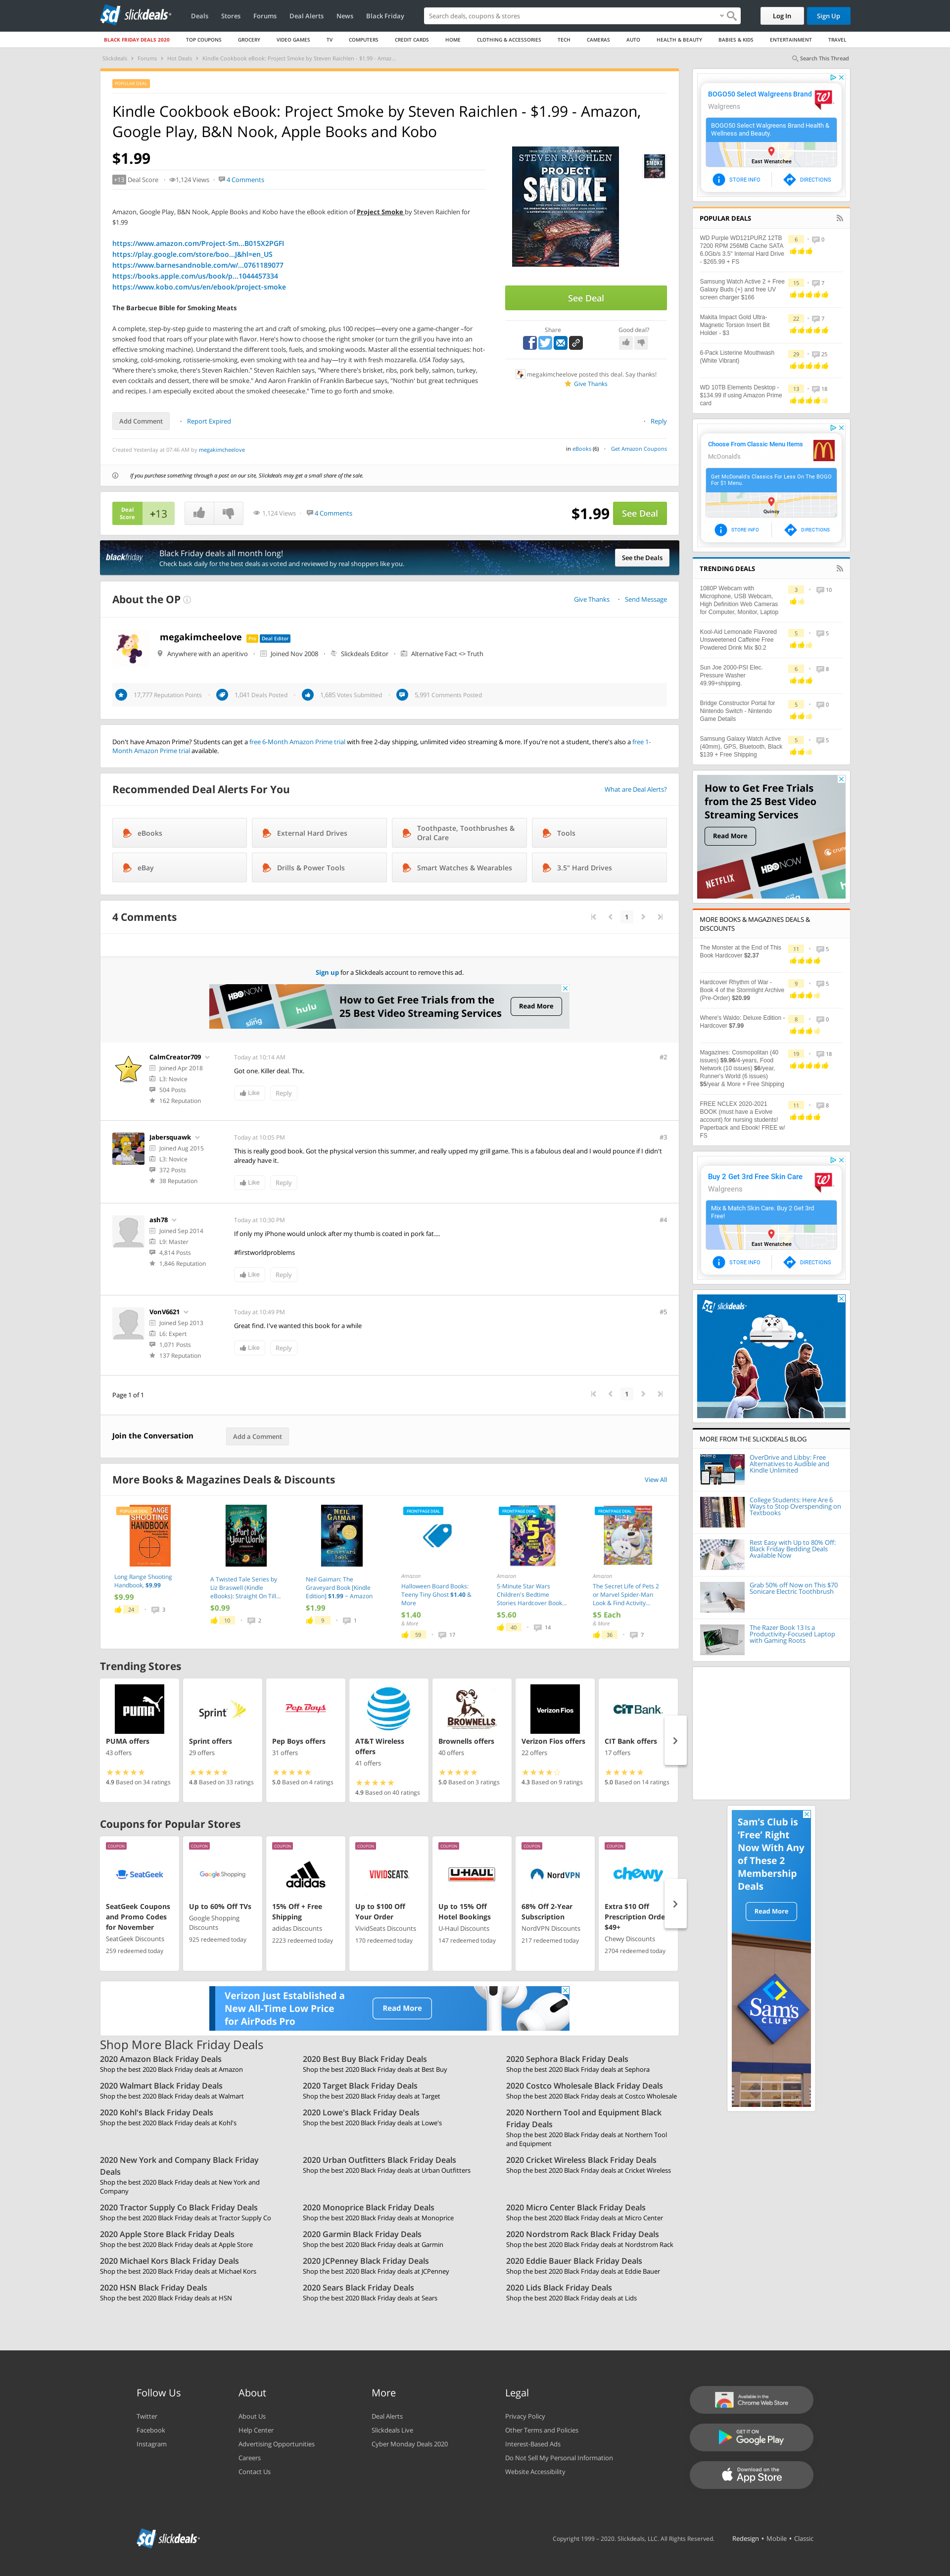 slickdeals
Deals
Stores
Forums
Deal Alerts
News
Black Friday
Search deals, coupons & stores
Log In
Sign Up
BLACK FRIDAY DEALS 2020
TOP COUPONS
GROCERY
VIDEO GAMES
TV
COMPUTERS
CREDIT CARDS
HOME
CLOTHING & ACCESSORIES
TECH
CAMERAS
AUTO
HEALTH & BEAUTY
BABIES & KIDS
ENTERTAINMENT
TRAVEL
Slickdeals
Forums
Hot Deals
Kindle Cookbook eBook: Project Smoke by Steven Raichlen - $1.99 - Amaz...
Search This Thread
POPULAR DEAL
Kindle Cookbook eBook: Project Smoke by Steven Raichlen - $1.99 - Amazon,
Google Play, B&N Nook, Apple Books and Kobo
$1.99
+13 Deal Score
1,124 Views
4 Comments
Amazon, Google Play, B&N Nook, Apple Books and Kobo have the eBook edition of Project Smoke by Steven Raichlen for
$1.99
https://www.amazon.com/Project-Sm...B015X2PGFI
https://play.google.com/store/boo...J&hl=en_US
https://www.barnesandnoble.com/w/...0761189077
https://books.apple.com/us/book/p...1044457334
https://www.kobo.com/us/en/ebook/project-smoke
The Barbecue Bible for Smoking Meats
A complete, step-by-step guide to mastering the art and craft of smoking, plus 100 recipes—every one a game-changer –for
smoked food that roars off your plate with flavor. Here's how to choose the right smoker (or turn the grill you have into an
effective smoking machine). Understand the different tools, fuels, and smoking woods. Master all the essential techniques: hot-
smoking, cold-smoking, rotisserie-smoking, even smoking with tea and hay—try it with fresh mozzarella. USA Today says,
"Where there's smoke, there's Steven Raichlen." Steven Raichlen says, "Where there's brisket, ribs, pork belly, salmon, turkey,
even cocktails and dessert, there will be smoke." And Aaron Franklin of Franklin Barbecue says, "Nothin' but great techniques
and recipes. I am especially excited about the smoked cheesecake." Time to go forth and smoke.
STEVEN RAICHLEN
PROJECT
SMOKE
See Deal
Share
Good deal?
megakimcheelove posted this deal. Say thanks!
Give Thanks
Add Comment
Report Expired
Reply
Created Yesterday at 07:46 AM by megakimcheelove
in eBooks (6)
Get Amazon Coupons
If you purchase something through a post on our site, Slickdeals may get a small share of the sale.
Deal
Score
+13
1,124 Views
4 Comments
$1.99
See Deal
blackfriday
Black Friday deals all month long!
Check back daily for the best deals as voted and reviewed by real shoppers like you.
See the Deals
About the OP
Give Thanks
Send Message
megakimcheelove
Pro
Deal Editor
Anywhere with an aperitivo
Joined Nov 2008
Slickdeals Editor
Alternative Fact <> Truth
17,777 Reputation Points
1,041 Deals Posted
1,685 Votes Submitted
5,991 Comments Posted
Don't have Amazon Prime? Students can get a free 6-Month Amazon Prime trial with free 2-day shipping, unlimited video streaming & more. If you're not a student, there's also a free 1-
Month Amazon Prime trial available.
Recommended Deal Alerts For You
What are Deal Alerts?
eBooks
External Hard Drives
Toothpaste, Toothbrushes &
Oral Care
Tools
eBay
Drills & Power Tools
Smart Watches & Wearables
3.5" Hard Drives
4 Comments
1
Sign up for a Slickdeals account to remove this ad.
HBO NOW
sling
hulu
How to Get Free Trials from the
25 Best Video Streaming Services
Read More
CalmCreator709
Joined Apr 2018
L3: Novice
504 Posts
162 Reputation
Today at 10:14 AM
#2
Got one. Killer deal. Thx.
Like
Reply
Jabersquawk
Joined Aug 2015
L3: Novice
372 Posts
38 Reputation
Today at 12:05 PM
#3
This is really good book. Got the physical version this summer, and really upped my grill game. This is a fabulous deal and I would pounce if I didn't
already have it.
Like
Reply
ash78
Joined Sep 2014
L9: Master
4,814 Posts
1,846 Reputation
Today at 12:30 PM
#4
If only my iPhone would unlock after my thumb is coated in pork fat....
#firstworldproblems
Like
Reply
VonV6621
Joined Sep 2013
L6: Expert
1,071 Posts
137 Reputation
Today at 12:49 PM
#5
Great find. I've wanted this book for a while
Like
Reply
Page 1 of 1
1
Join the Conversation
Add a Comment
More Books & Magazines Deals & Discounts
View All
Long Range Shooting
Handbook, $9.99
$9.99
24
3
A Twisted Tale Series by
Liz Braswell (Kindle
eBooks): Straight On Till...
$0.99
10
2
Neil Gaiman: The
Graveyard Book [Kindle
Edition] $1.99 ~ Amazon
$1.99
9
1
FRONTPAGE DEAL
Amazon
Halloween Board Books:
Teeny Tiny Ghost $1.40 &
More
$1.40
& More
59
17
FRONTPAGE DEAL
Amazon
5-Minute Star Wars
Children's Bedtime
Stories Hardcover Book...
$5.60
40
14
FRONTPAGE DEAL
Amazon
The Secret Life of Pets 2
or Marvel Spider-Man
Look & Find Activity...
$5 Each
& More
36
7
Trending Stores
PUMA offers
43 offers
4.9 Based on 34 ratings
Sprint offers
29 offers
4.8 Based on 33 ratings
Pep Boys offers
31 offers
5.0 Based on 4 ratings
AT&T Wireless
offers
41 offers
4.9 Based on 40 ratings
Brownells offers
40 offers
5.0 Based on 3 ratings
Verizon Fios offers
22 offers
4.3 Based on 9 ratings
CIT Bank offers
17 offers
5.0 Based on 14 ratings
Coupons for Popular Stores
COUPON
SeatGeek
SeatGeek Coupons
and Promo Codes
for November
SeatGeek Discounts
259 redeemed today
COUPON
Google Shopping
Up to 60% Off TVs
Google Shopping
Discounts
925 redeemed today
COUPON
adidas
15% Off + Free
Shipping
adidas Discounts
2223 redeemed today
COUPON
VIVIDSEATS
Up to $100 Off
Your Order
VividSeats Discounts
170 redeemed today
COUPON
U-HAUL
Up to 15% Off
Hotel Bookings
U-Haul Discounts
147 redeemed today
COUPON
NordVPN
68% Off 2-Year
Subscription
NordVPN Discounts
217 redeemed today
COUPON
chewy
Extra $10 Off
Prescription Orde
$49+
Chewy Discounts
2704 redeemed today
Verizon Just Established a
New All-Time Low Price
for AirPods Pro
Read More
Shop More Black Friday Deals
2020 Amazon Black Friday Deals
Shop the best 2020 Black Friday deals at Amazon
2020 Best Buy Black Friday Deals
Shop the best 2020 Black Friday deals at Best Buy
2020 Sephora Black Friday Deals
Shop the best 2020 Black Friday deals at Sephora
2020 Walmart Black Friday Deals
Shop the best 2020 Black Friday deals at Walmart
2020 Target Black Friday Deals
Shop the best 2020 Black Friday deals at Target
2020 Costco Wholesale Black Friday Deals
Shop the best 2020 Black Friday deals at Costco Wholesale
2020 Kohl's Black Friday Deals
Shop the best 2020 Black Friday deals at Kohl's
2020 Lowe's Black Friday Deals
Shop the best 2020 Black Friday deals at Lowe's
2020 Northern Tool and Equipment Black
Friday Deals
Shop the best 2020 Black Friday deals at Northern Tool
and Equipment
2020 New York and Company Black Friday
Deals
Shop the best 2020 Black Friday deals at New York and
Company
2020 Urban Outfitters Black Friday Deals
Shop the best 2020 Black Friday deals at Urban Outfitters
2020 Cricket Wireless Black Friday Deals
Shop the best 2020 Black Friday deals at Cricket Wireless
2020 Tractor Supply Co Black Friday Deals
Shop the best 2020 Black Friday deals at Tractor Supply Co
2020 Monoprice Black Friday Deals
Shop the best 2020 Black Friday deals at Monoprice
2020 Micro Center Black Friday Deals
Shop the best 2020 Black Friday deals at Micro Center
2020 Apple Store Black Friday Deals
Shop the best 2020 Black Friday deals at Apple Store
2020 Garmin Black Friday Deals
Shop the best 2020 Black Friday deals at Garmin
2020 Nordstrom Rack Black Friday Deals
Shop the best 2020 Black Friday deals at Nordstrom Rack
2020 Michael Kors Black Friday Deals
Shop the best 2020 Black Friday deals at Michael Kors
2020 JCPenney Black Friday Deals
Shop the best 2020 Black Friday deals at JCPenney
2020 Eddie Bauer Black Friday Deals
Shop the best 2020 Black Friday deals at Eddie Bauer
2020 HSN Black Friday Deals
Shop the best 2020 Black Friday deals at HSN
2020 Sears Black Friday Deals
Shop the best 2020 Black Friday deals at Sears
2020 Lids Black Friday Deals
Shop the best 2020 Black Friday deals at Lids
BOGO50 Select Walgreens Brand
Walgreens
BOGO50 Select Walgreens Brand Health &
Wellness and Beauty.
East Wenatchee
STORE INFO
DIRECTIONS
POPULAR DEALS
WD Purple WD121PURZ 12TB
7200 RPM 256MB Cache SATA
6.0Gb/s 3.5" Internal Hard Drive
- $265.99 + FS
6
0
Samsung Watch Active 2 + Free
Galaxy Buds (+) and free UV
screen charger $166
15
7
Makita Impact Gold Ultra-
Magnetic Torsion Insert Bit
Holder - $3
22
7
6-Pack Listerine Mouthwash
(White Vibrant)
29
25
WD 10TB Elements Desktop -
$134.99 if using Amazon Prime
card
13
18
Choose From Classic Menu Items
McDonald's
Get McDonald's Classics For Less On The BOGO
For $1 Menu.
Quincy
STORE INFO
DIRECTIONS
TRENDING DEALS
1080P Webcam with
Microphone, USB Webcam,
High Definition Web Cameras
for Computer, Monitor, Laptop
3
10
Kool-Aid Lemonade Flavored
Unsweetened Caffeine Free
Powdered Drink Mix $0.2
5
5
Sun Joe 2000-PSI Elec.
Pressure Washer
49.99+shipping.
6
8
Bridge Constructor Portal for
Nintendo Switch - Nintendo
Game Details
5
0
Samsung Galaxy Watch Active
(40mm), GPS, Bluetooth, Black
$139 + Free Shipping
5
5
How to Get Free Trials
from the 25 Best Video
Streaming Services
Read More
NETFLIX
HBO NOW
MORE BOOKS & MAGAZINES DEALS &
DISCOUNTS
The Monster at the End of This
Book Hardcover $2.37
11
5
Hardcover Rhythm of War -
Book 4 of the Stormlight Archive
(Pre-Order) $20.99
9
5
Where's Waldo: Deluxe Edition -
Hardcover $7.99
8
0
Magazines: Cosmopolitan (40
issues) $9.96/4-years, Food
Network (10 issues) $6/year,
Runner's World (6 issues)
$5/year & More + Free Shipping
19
18
FREE NCLEX 2020-2021
BOOK (must have a Evolve
account) for nursing students!
Paperback and Ebook! FREE w/
FS
11
8
Buy 2 Get 3rd Free Skin Care
Walgreens
Mix & Match Skin Care. Buy 2 Get 3rd
Free!
East Wenatchee
STORE INFO
DIRECTIONS
slickdeals
MORE FROM THE SLICKDEALS BLOG
OverDrive and Libby: Free
Alternatives to Audible and
Kindle Unlimited
College Students: Here Are 6
Ways to Stop Overspending on
Textbooks
Rest Easy with Up to 80% Off:
Black Friday Bedding Deals
Available Now
Grab 50% off Now on This $70
Sonicare Electric Toothbrush
The Razer Book 13 Is a
Productivity-Focused Laptop
with Gaming Roots
Sam's Club is
'Free' Right
Now With Any
of These 2
Membership
Deals
Read More
Sam's
CLUB
Follow Us
Twitter
Facebook
Instagram
About
About Us
Help Center
Advertising Opportunities
Careers
Contact Us
More
Deal Alerts
Slickdeals Live
Cyber Monday Deals 2020
Legal
Privacy Policy
Other Terms and Policies
Interest-Based Ads
Do Not Sell My Personal Information
Website Accessibility
Available in the
Chrome Web Store
GET IT ON
Google Play
Download on the
App Store
slickdeals
Copyright 1999 – 2020. Slickdeals, LLC. All Rights Reserved.
Redesign • Mobile • Classic